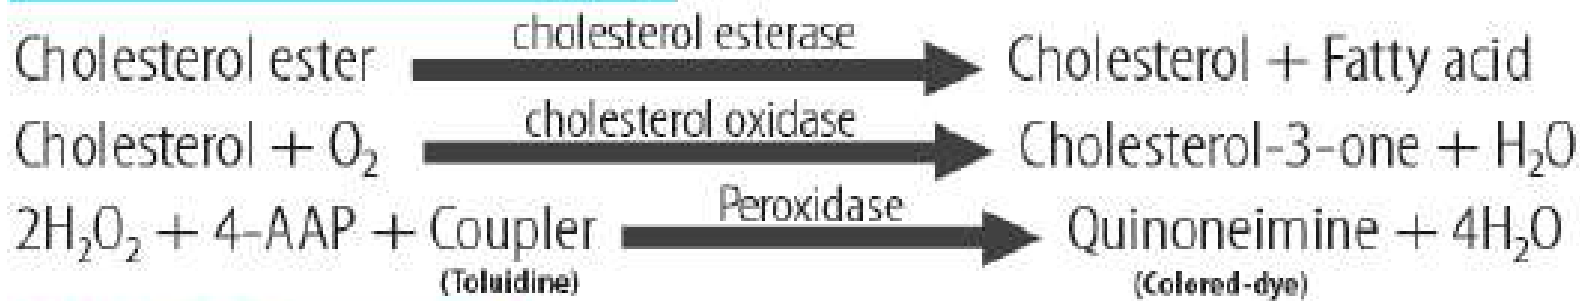 Cholesterol ester cholesterol esterase Cholesterol + Fatty acid
Cholesterol + O₂ cholesterol oxidase Cholesterol-3-one + H₂O
2H₂O₂ + 4-AAP + Coupler Peroxidase Quinoneimine + 4H₂O
(Toluidine) (Colored-dye)